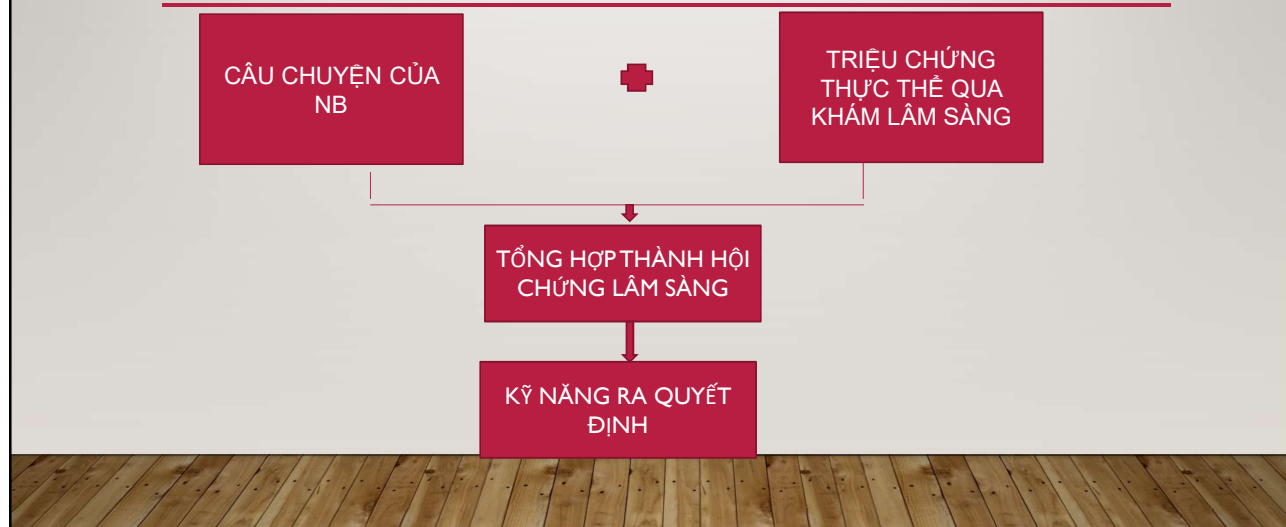 CÂU CHUYỆN CỦA
NB
TRIỆU CHỨNG
THỰC THỂ QUA
KHÁM LÂM SÀNG
TỔNG HỢP THÀNH HỘI
CHỨNG LÂM SÀNG
KỸ NĂNG RA QUYẾT
ĐỊNH